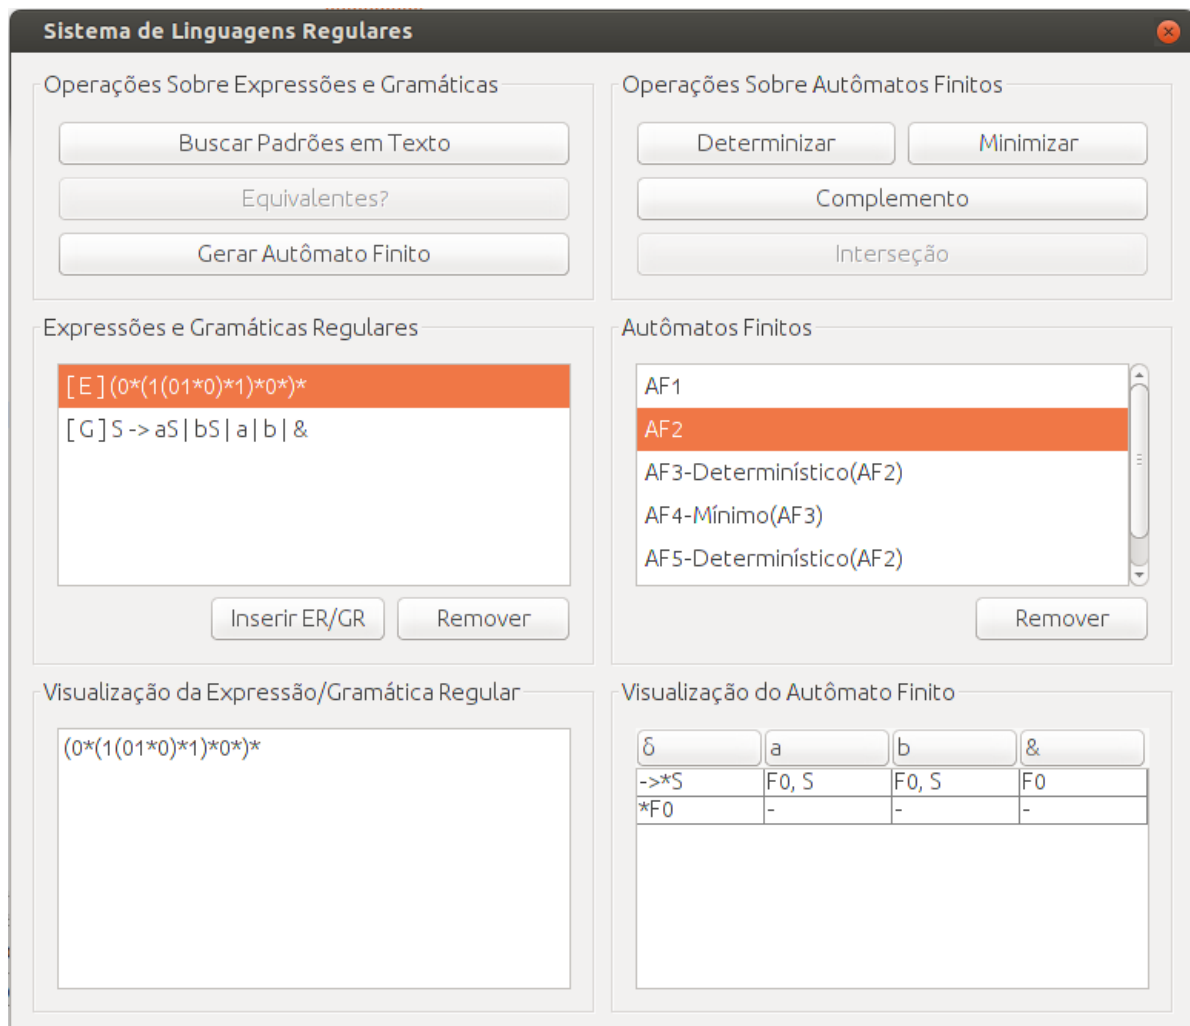 Sistema de Linguagens Regulares
Operações Sobre Expressões e Gramáticas
Buscar Padrões em Texto
Equivalentes?
Gerar Autômato Finito
Operações Sobre Autômatos Finitos
Determinizar Minimizar
Complemento
Interseção
Expressões e Gramáticas Regulares
[ E ] (0*(1(01*0)*1)*0*)*
[ G ] S -> aS | bS | a | b | &
Inserir ER/GR Remover
Autômatos Finitos
AF1
AF2
AF3-Determinístico(AF2)
AF4-Mínimo(AF3)
AF5-Determinístico(AF2)
Remover
Visualização da Expressão/Gramática Regular
(0*(1(01*0)*1)*0*)*
Visualização do Autômato Finito
δ a b &
->*S F0, S F0, S F0
*F0 - - -